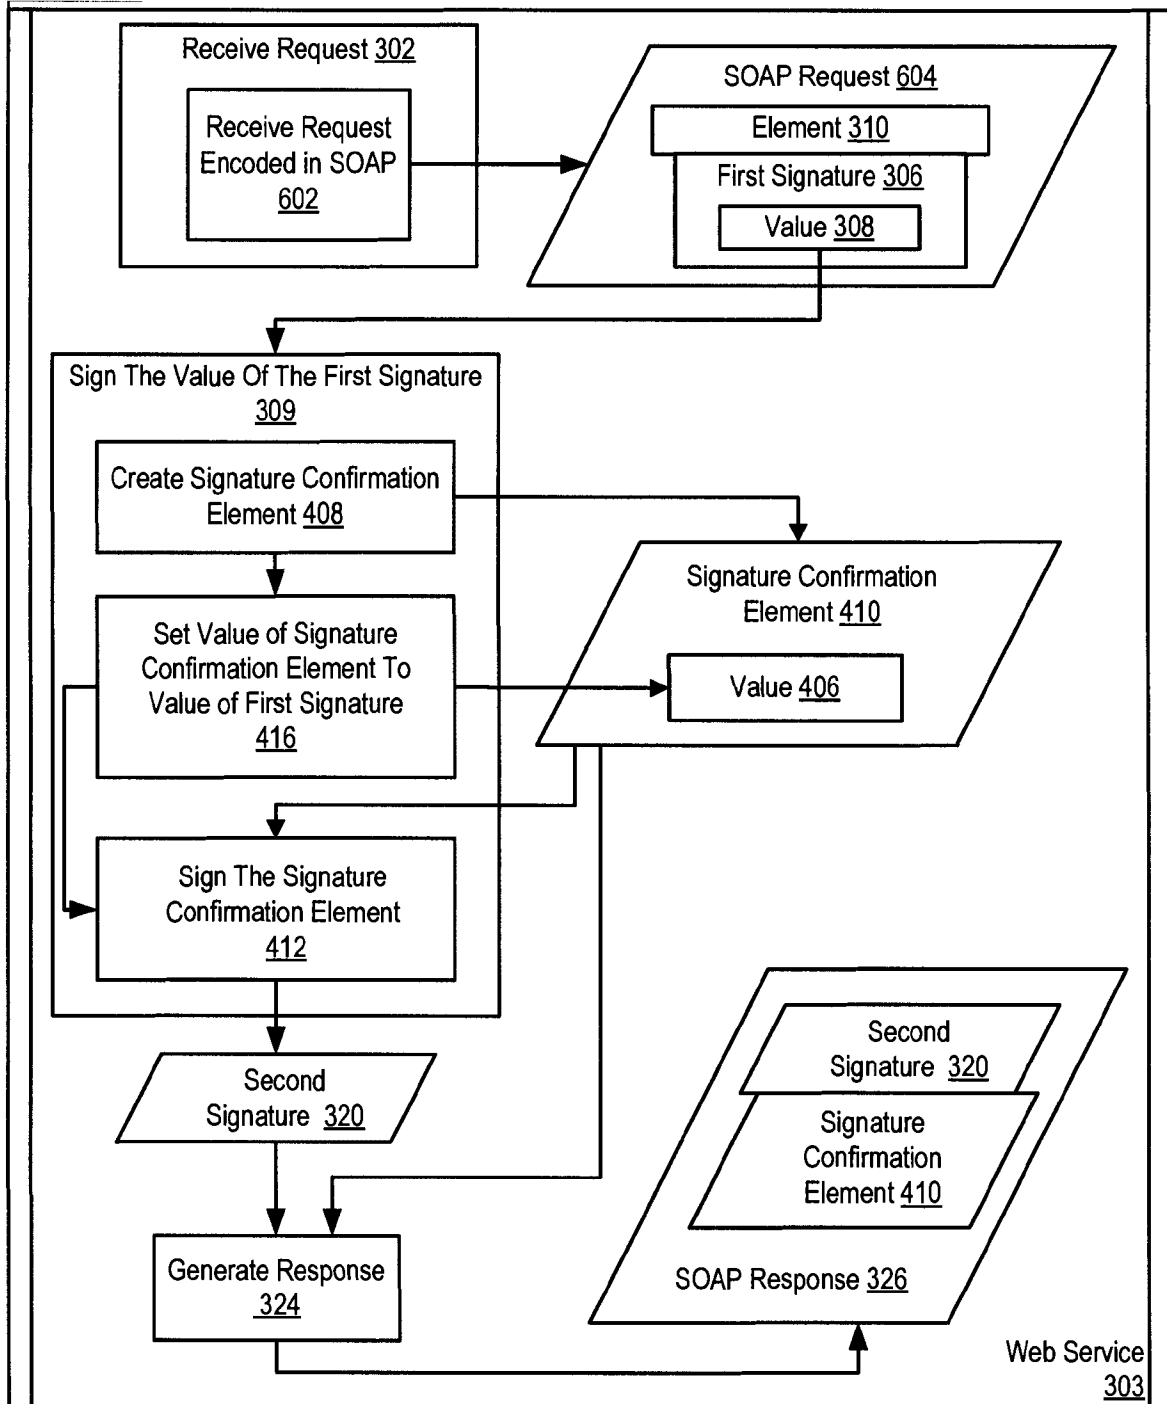 Receive Request 302
Receive Request
Encoded in SOAP
602
SOAP Request 604
Element 310
First Signature 306
Value 308
Sign The Value Of The First Signature
309
Create Signature Confirmation
Element 408
Signature Confirmation
Element 410
Set Value of Signature
Confirmation Element To
Value of First Signature
416
Value 406
Sign The Signature
Confirmation Element
412
Second
Signature 320
Second
Signature 320
Signature
Confirmation
Element 410
Generate Response
324
SOAP Response 326
Web Service
303